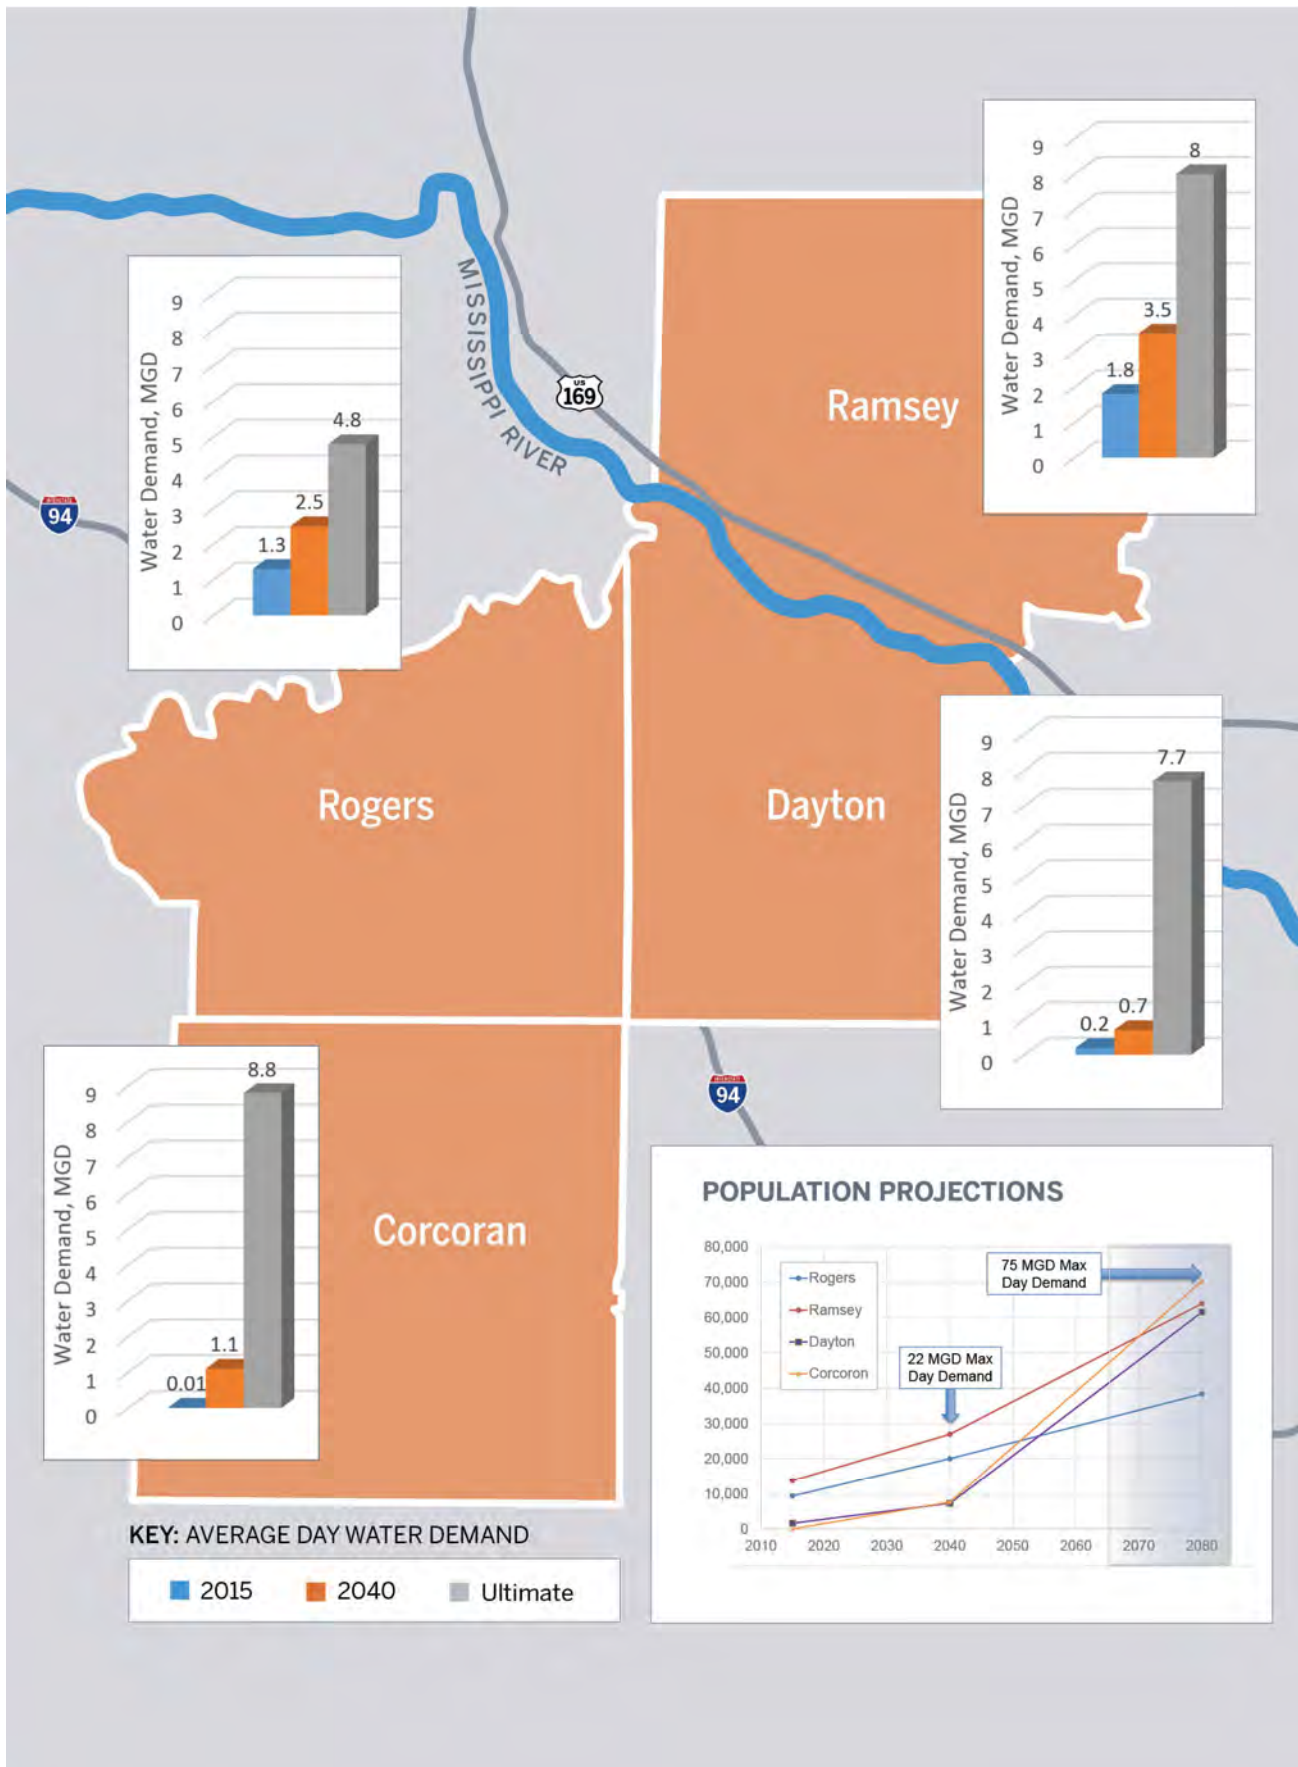 9
8
7
6
5
4
3
2
1
0
Water Demand, MGD
1.8
3.5
8
9
8
7
6
5
4
3
2
1
0
Water Demand, MGD
1.3
2.5
4.8
MISSISSIPPI RIVER
US
169
Ramsey
94
Rogers
Dayton
9
8
7
6
5
4
3
2
1
0
Water Demand, MGD
0.2
0.7
7.7
9
8
7
6
5
4
3
2
1
0
Water Demand, MGD
0.01
1.1
8.8
94
Corcoran
POPULATION PROJECTIONS
80,000
70,000
60,000
50,000
40,000
30,000
20,000
10,000
0
Rogers
Ramsey
Dayton
Corcoron
22 MGD Max
Day Demand
75 MGD Max
Day Demand
2010 2020 2030 2040 2050 2060 2070 2080
KEY: AVERAGE DAY WATER DEMAND
2015 2040 Ultimate